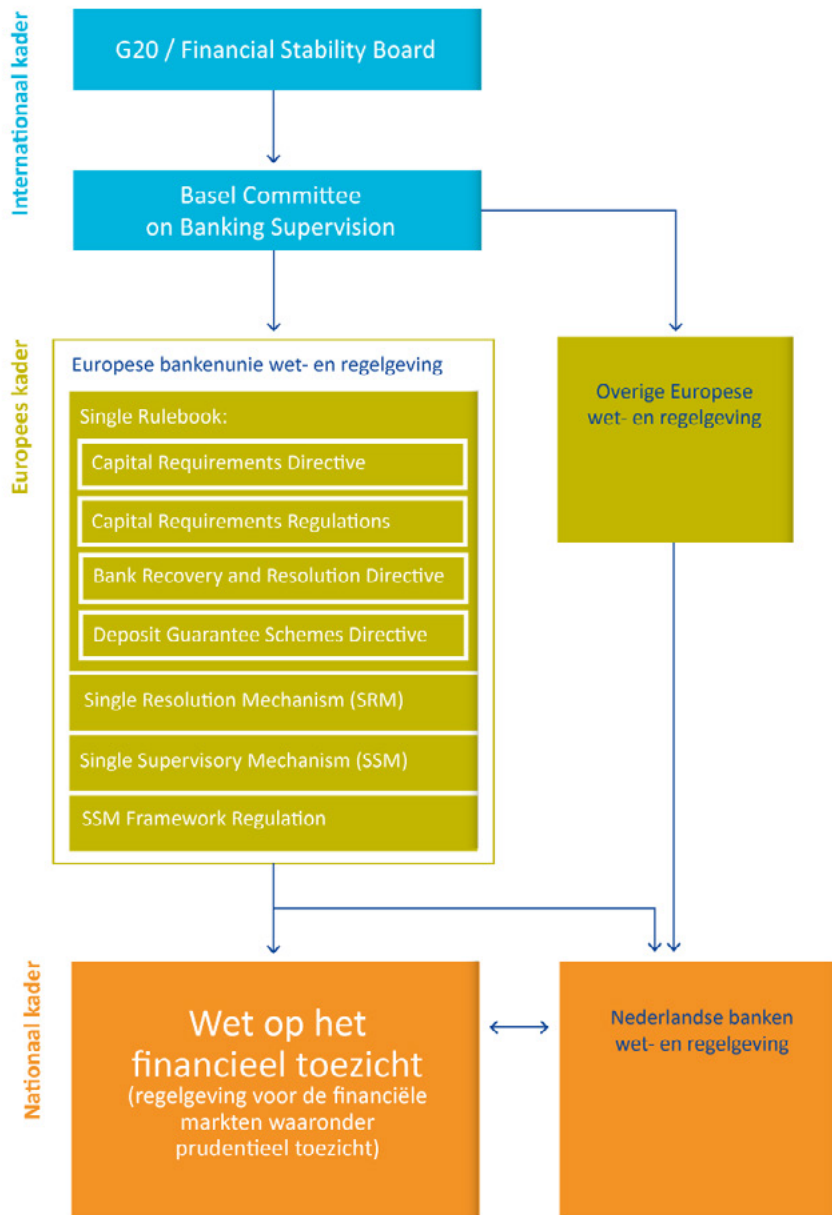 Internationaal kader
G20 / Financial Stability Board
Basel Committee
on Banking Supervision
Europees kader
Europese bankenunie wet- en regelgeving
Single Rulebook:
Capital Requirements Directive
Capital Requirements Regulations
Bank Recovery and Resolution Directive
Deposit Guarantee Schemes Directive
Single Resolution Mechanism (SRM)
Single Supervisory Mechanism (SSM)
SSM Framework Regulation
Overige Europese
wet- en regelgeving
Nationaal kader
Wet op het
financieel toezicht
(regelgeving voor de financiële
markten waaronder
prudentieel toezicht)
Nederlandse banken
wet- en regelgeving